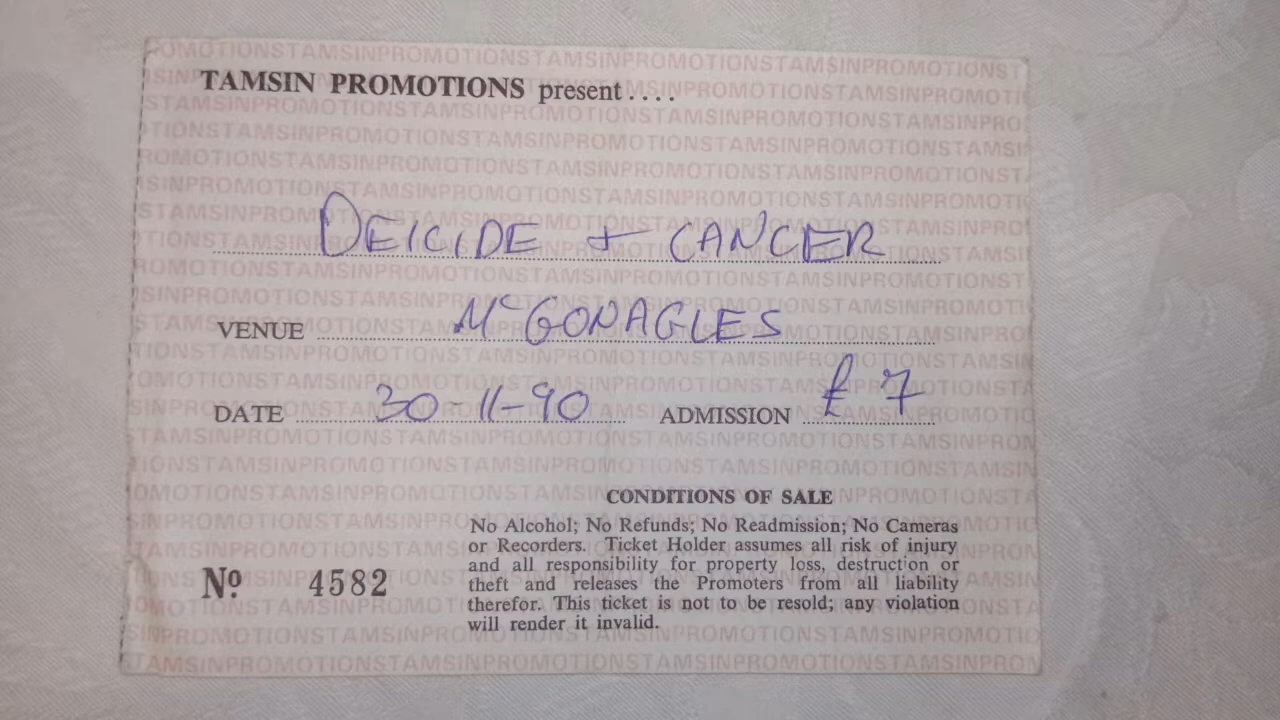 TAMSIN PROMOTIONS present....
DEICIDE + CANCER
VENUE McGONAGLES
DATE 30-11-90 ADMISSION £7
CONDITIONS OF SALE
No Alcohol; No Refunds; No Readmission; No Cameras
or Recorders. Ticket Holder assumes all risk of injury
and all responsibility for property loss, destruction or
theft and releases the Promoters from all liability
therefor. This ticket is not to be resold; any violation
will render it invalid.
No. 4582